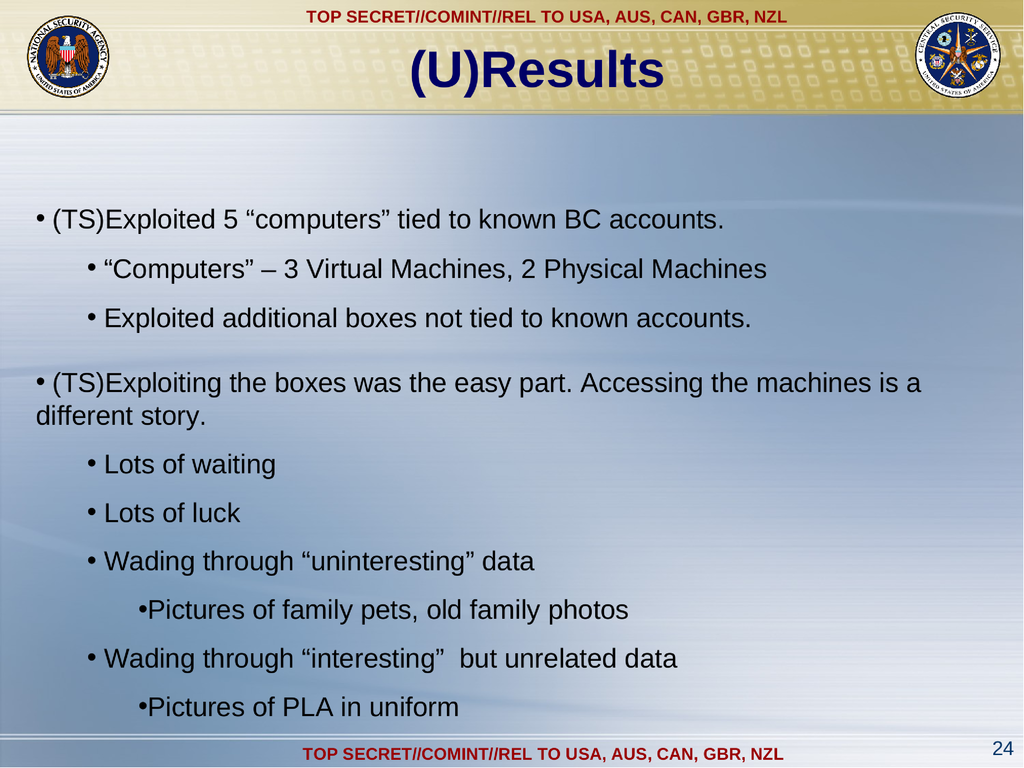 TOP SECRET//COMINT//REL TO USA, AUS, CAN, GBR, NZL
NATIONAL SECURITY AGENCY
UNITED STATES OF AMERICA
CENTRAL SECURITY SERVICE
UNITED STATES OF AMERICA
(U)Results
• (TS)Exploited 5 “computers” tied to known BC accounts.
• “Computers” – 3 Virtual Machines, 2 Physical Machines
• Exploited additional boxes not tied to known accounts.
• (TS)Exploiting the boxes was the easy part. Accessing the machines is a
different story.
• Lots of waiting
• Lots of luck
• Wading through “uninteresting” data
•Pictures of family pets, old family photos
• Wading through “interesting”  but unrelated data
•Pictures of PLA in uniform
TOP SECRET//COMINT//REL TO USA, AUS, CAN, GBR, NZL
24